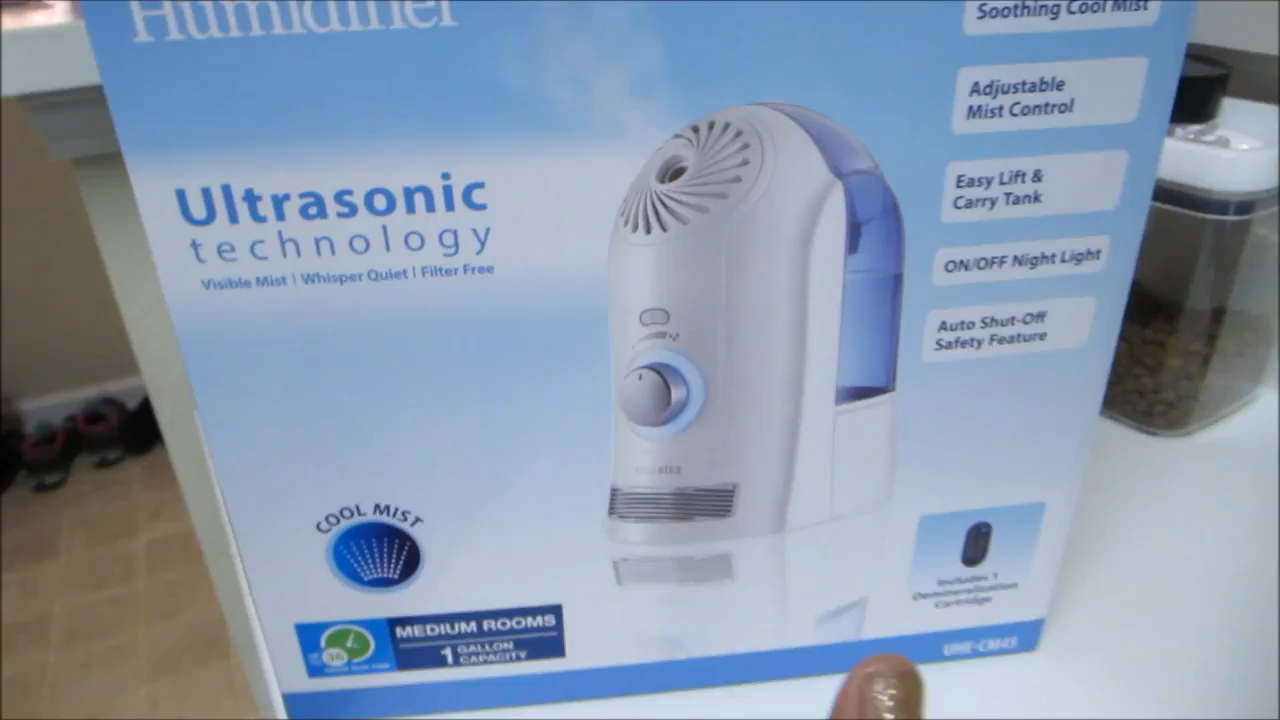 Humidifier
Soothing Cool Mist
Adjustable
Mist Control
Easy Lift &
Carry Tank
ON/OFF Night Light
Auto Shut-Off
Safety Feature
Ultrasonic
technology
Visible Mist | Whisper Quiet | Filter Free
COOL MIST
MEDIUM ROOMS
1 GALLON
CAPACITY
Includes 1
Demineralization
Cartridge
UHE-CM45